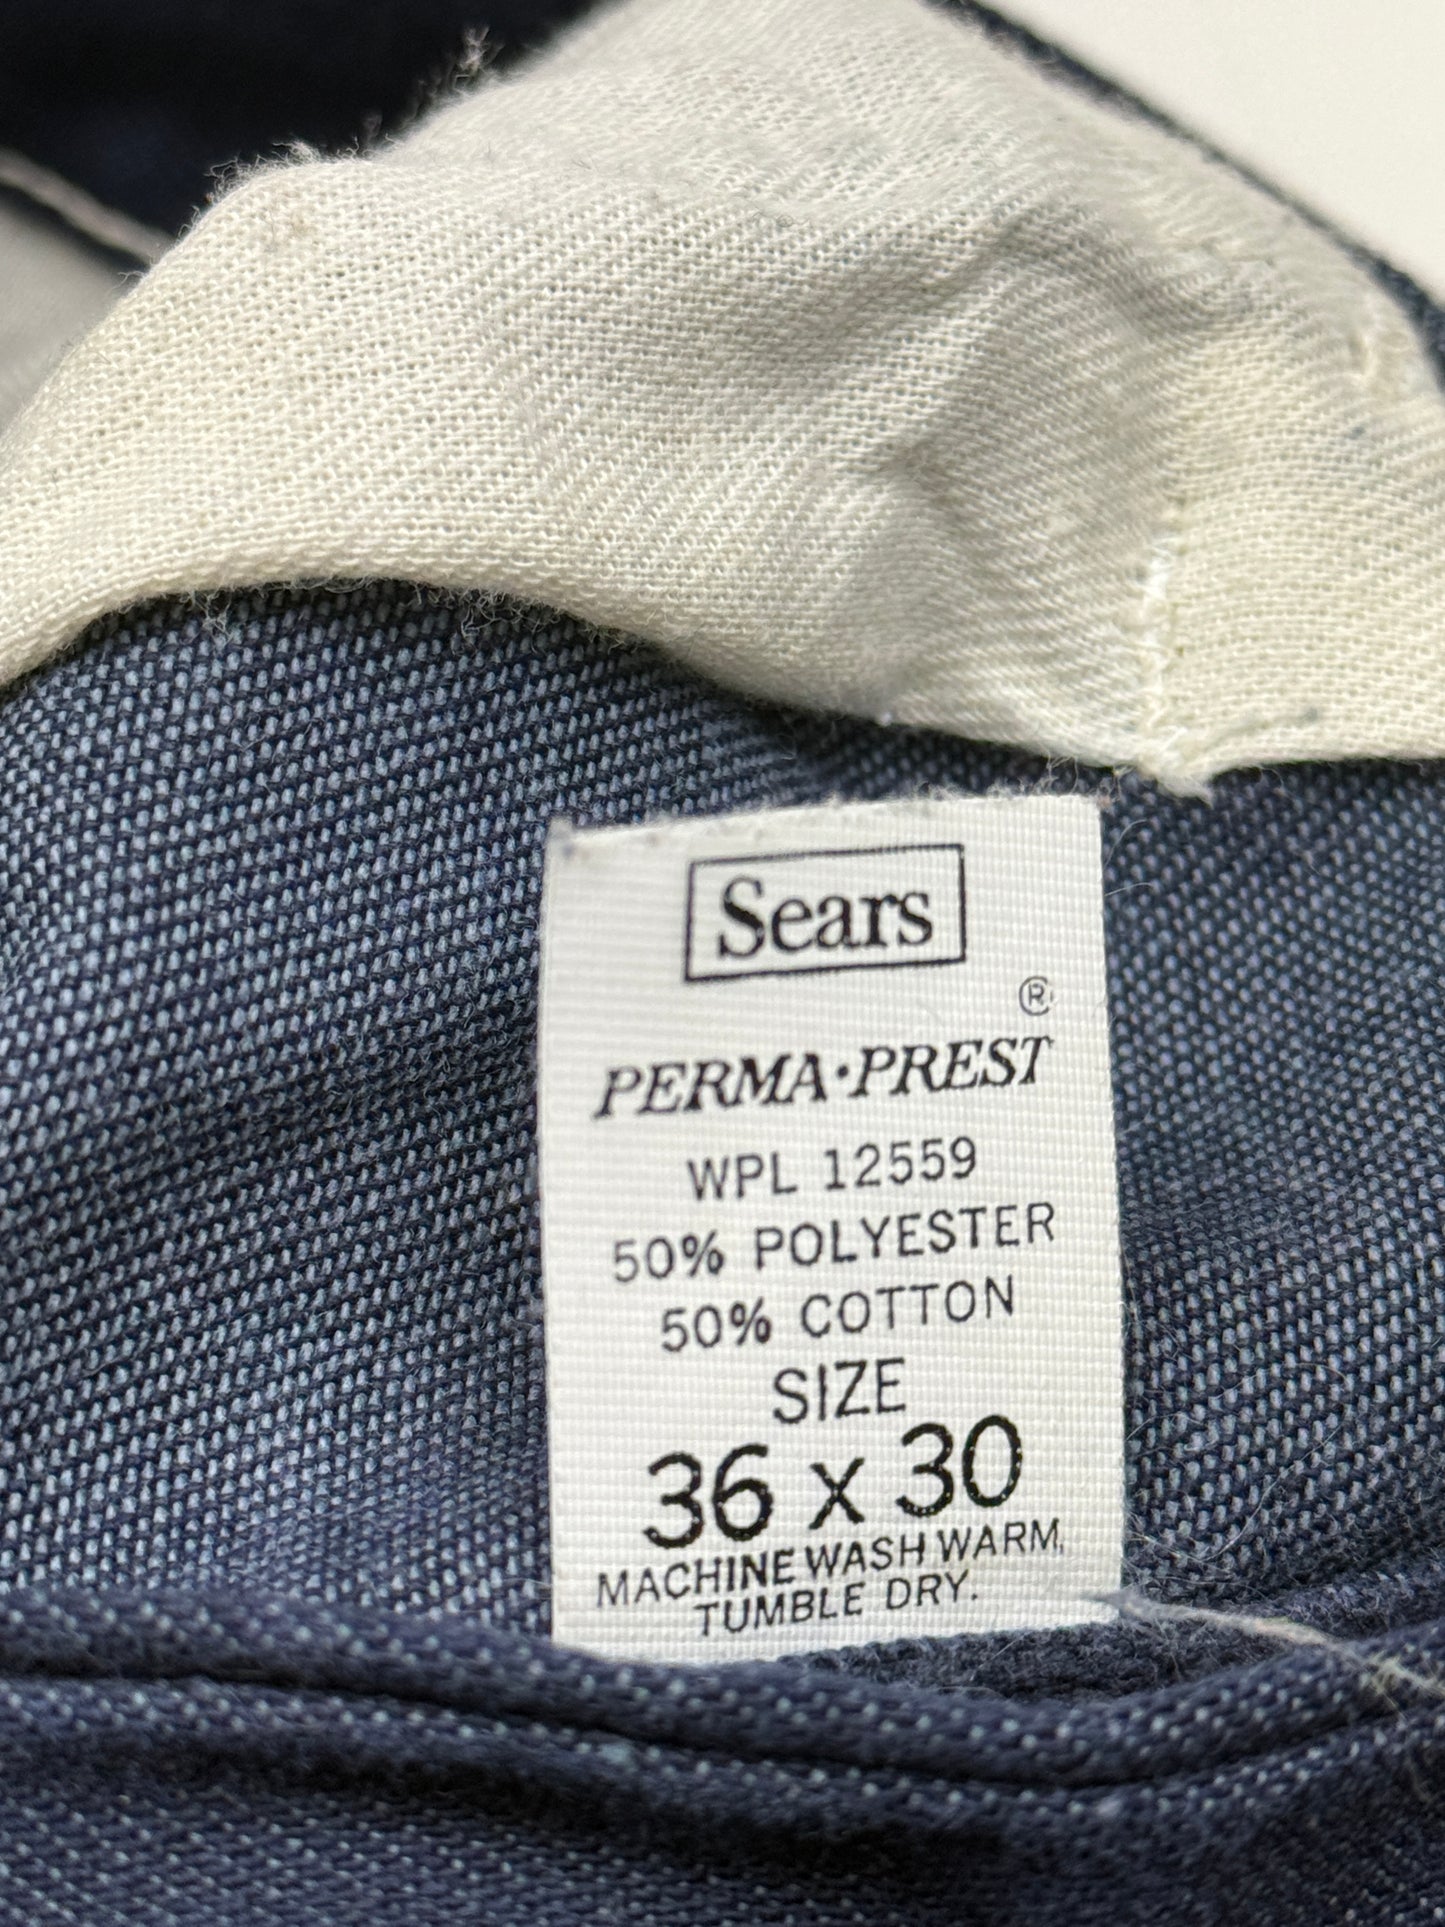 Sears
®
PERMA·PREST
WPL 12559
50% POLYESTER
50% COTTON
SIZE
36 x 30
MACHINE WASH WARM,
TUMBLE DRY.